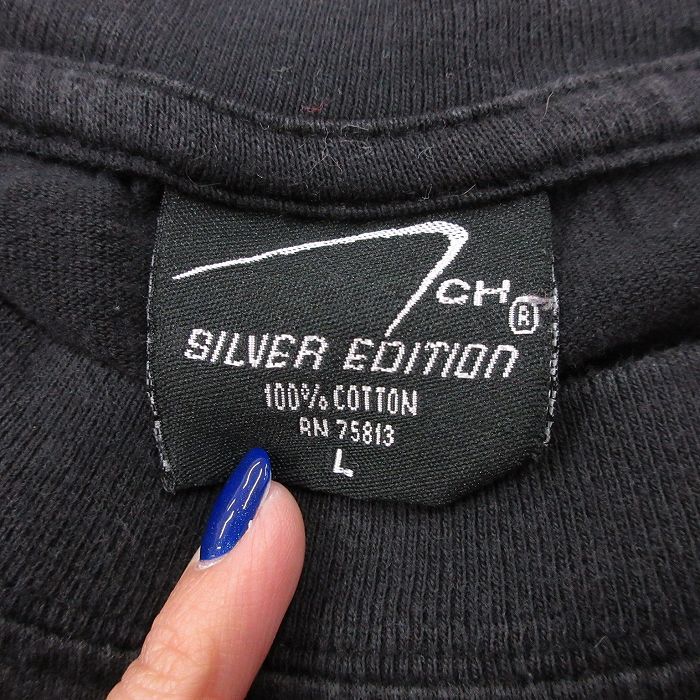 CH®
SILVER EDITION
100% COTTON
RN 75813
L